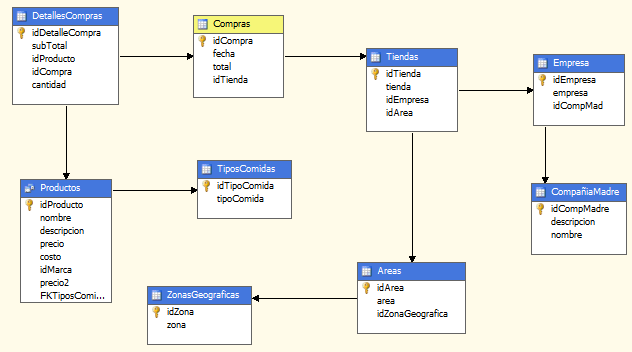 DetallesCompras
idDetalleCompra
subTotal
idProducto
idCompra
cantidad
Compras
idCompra
fecha
total
idTienda
Tiendas
idTienda
tienda
idEmpresa
idArea
Empresa
idEmpresa
empresa
idCompMad
Productos
idProducto
nombre
descripcion
precio
costo
idMarca
precio2
FKTiposComi...
TiposComidas
idTipoComida
tipoComida
CompañiaMadre
idCompMadre
descripcion
nombre
ZonasGeograficas
idZona
zona
Areas
idArea
area
idZonaGeografica